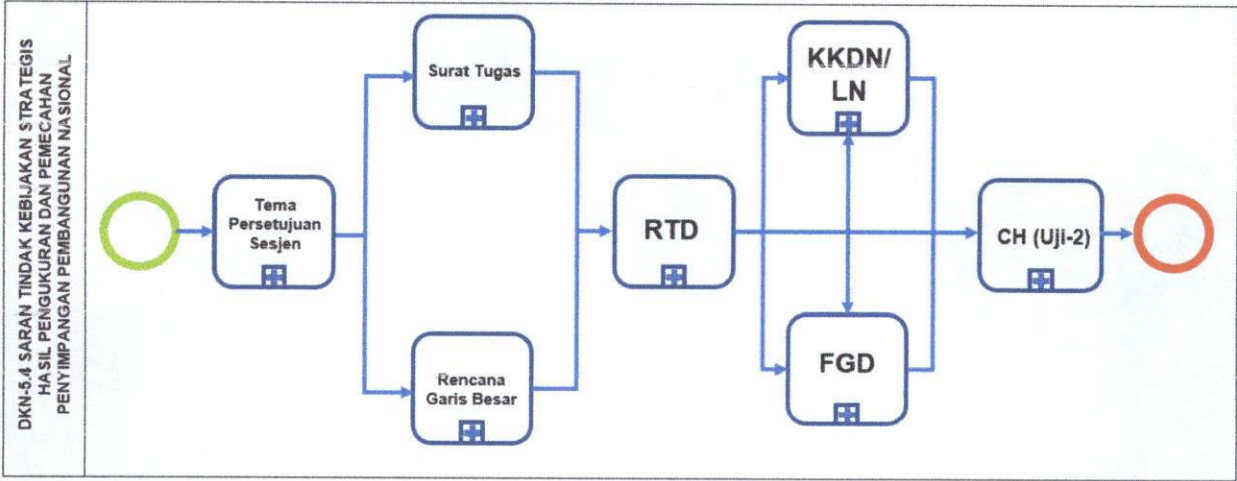 DKN-5.4 SARAN TINDAK KEBIJAKAN STRATEGIS
HASIL PENGUKURAN DAN PEMECAHAN
PENYIMPANGAN PEMBANGUNAN NASIONAL
Tema
Persetujuan
Sesjen
Surat Tugas
Rencana
Garis Besar
RTD
KKDN/
LN
FGD
CH (Uji-2)